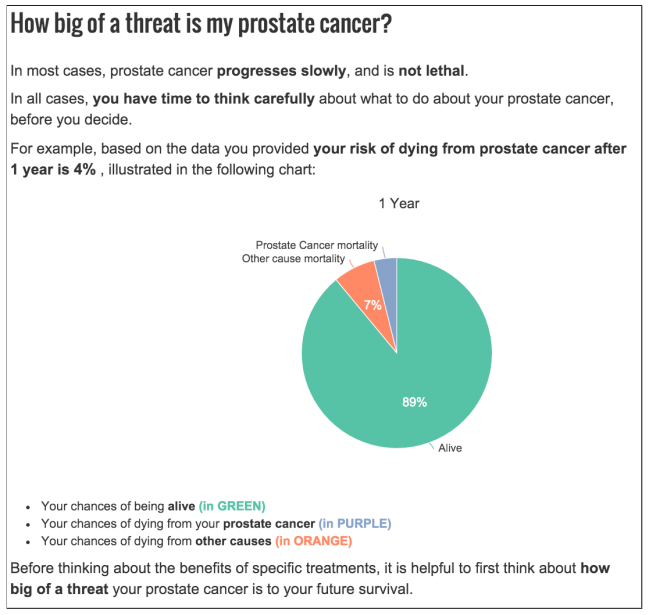 How big of a threat is my prostate cancer?
In most cases, prostate cancer progresses slowly, and is not lethal.
In all cases, you have time to think carefully about what to do about your prostate cancer,
before you decide.
For example, based on the data you provided your risk of dying from prostate cancer after
1 year is 4% , illustrated in the following chart:
1 Year
Prostate Cancer mortality
Other cause mortality
7%
89%
Alive
• Your chances of being alive (in GREEN)
• Your chances of dying from your prostate cancer (in PURPLE)
• Your chances of dying from other causes (in ORANGE)
Before thinking about the benefits of specific treatments, it is helpful to first think about how
big of a threat your prostate cancer is to your future survival.